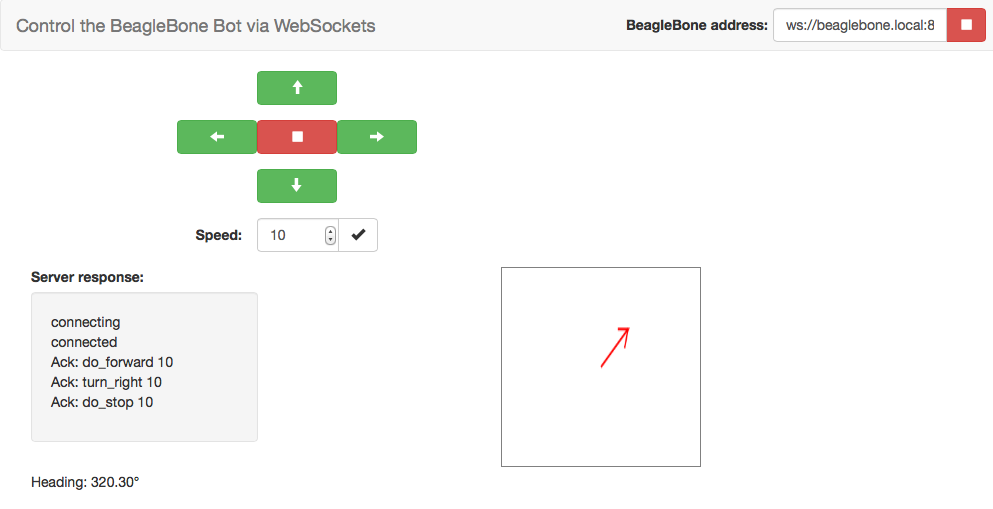 Control the BeagleBone Bot via WebSockets
BeagleBone address: ws://beaglebone.local:8
Speed: 10
Server response:
connecting
connected
Ack: do_forward 10
Ack: turn_right 10
Ack: do_stop 10
Heading: 320.30°